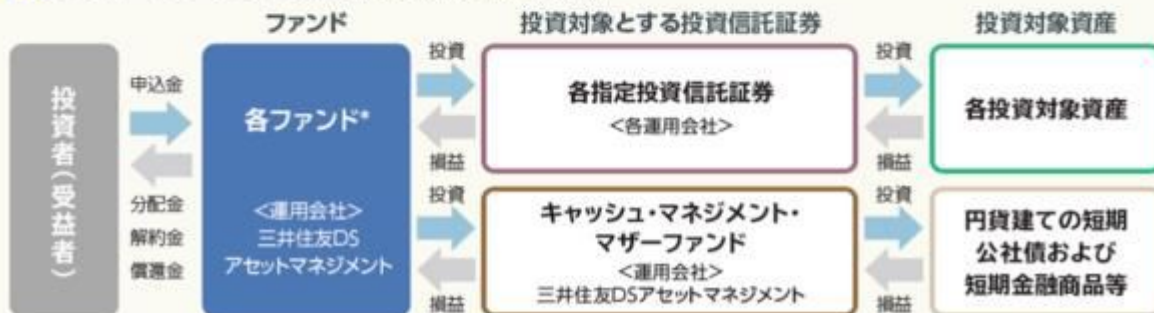 ファンド
投資対象とする投資信託証券
投資対象資産
投資者(受益者)
申込金
分配金
解約金
償還金
各ファンド*
<運用会社>
三井住友DS
アセットマネジメント
投資
損益
投資
損益
各指定投資信託証券
<各運用会社>
キャッシュ・マネジメント・
マザーファンド
<運用会社>
三井住友DSアセットマネジメント
投資
損益
投資
損益
各投資対象資産
円貨建ての短期
公社債および
短期金融商品等